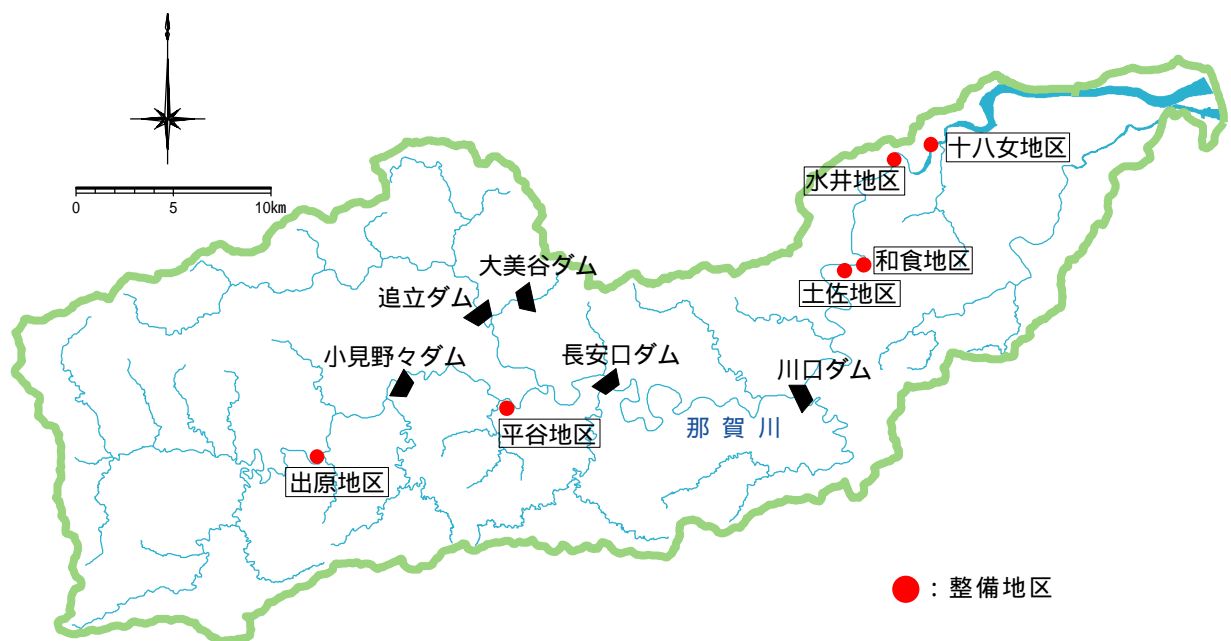 十八女地区
水井地区
0 5 10km
和食地区
大美谷ダム
土佐地区
追立ダム
小見野々ダム
長安口ダム
川口ダム
那賀川
平谷地区
出原地区
：整備地区